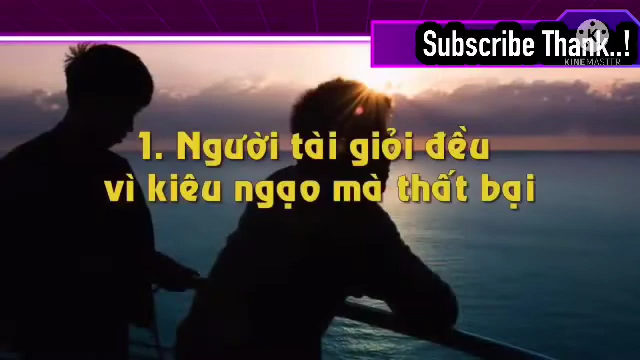 Subscribe Thank..!
KINEMASTER
1. Người tài giỏi đều
vì kiêu ngạo mà thất bại